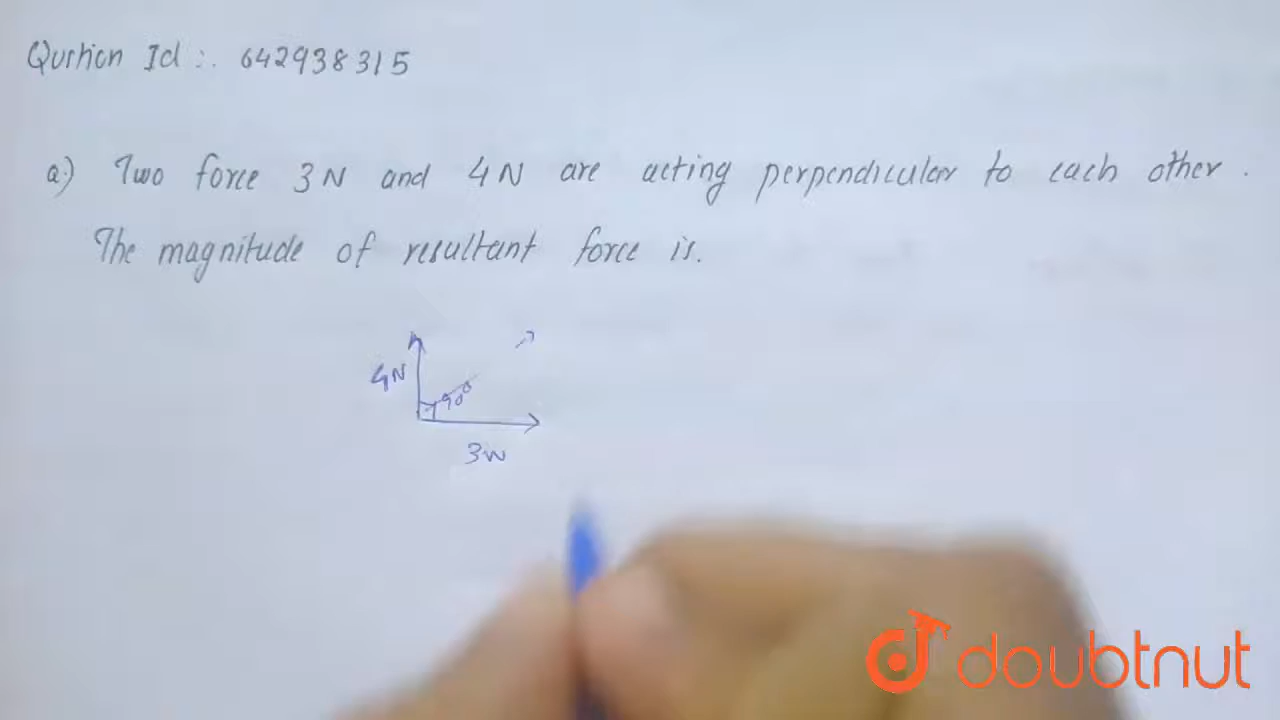 Qurtion Id :. 642938315
a.) Two force 3N and 4N are acting perpendicular to each other.
The magnitude of resultant force is.
4N
90°
3N
doubtnut